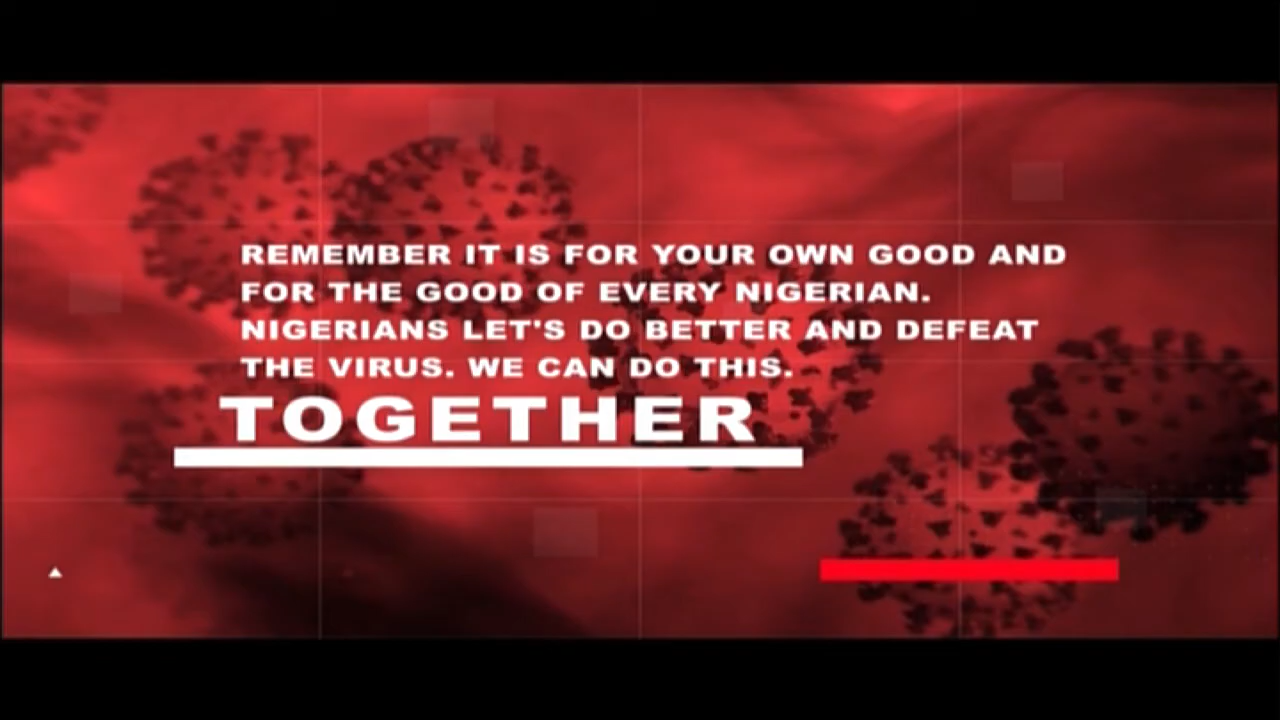 REMEMBER IT IS FOR YOUR OWN GOOD AND
FOR THE GOOD OF EVERY NIGERIAN.
NIGERIANS LET'S DO BETTER AND DEFEAT
THE VIRUS. WE CAN DO THIS.
TOGETHER